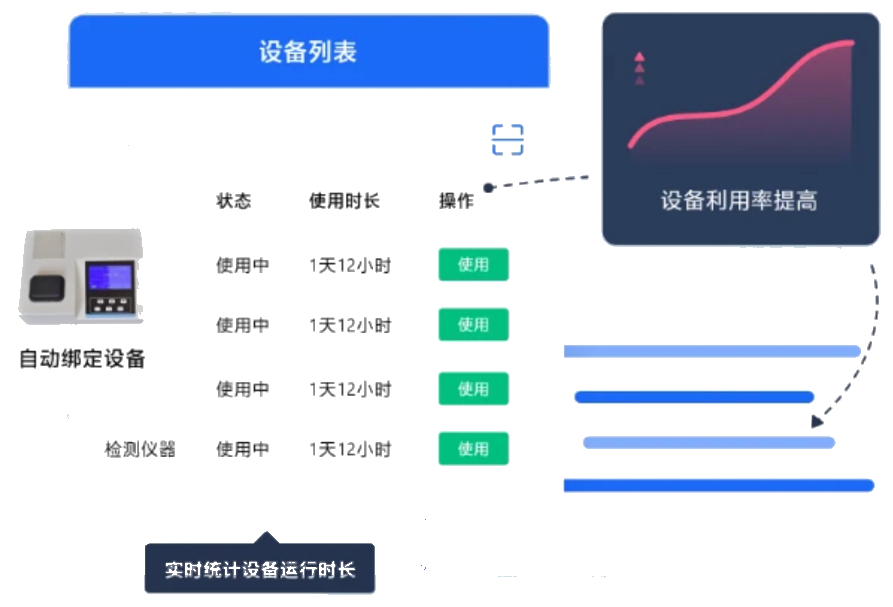 设备列表
设备利用率提高
状态 使用时长 操作
使用中 1天12小时 使用
使用中 1天12小时 使用
自动绑定设备
使用中 1天12小时 使用
检测仪器 使用中 1天12小时 使用
实时统计设备运行时长